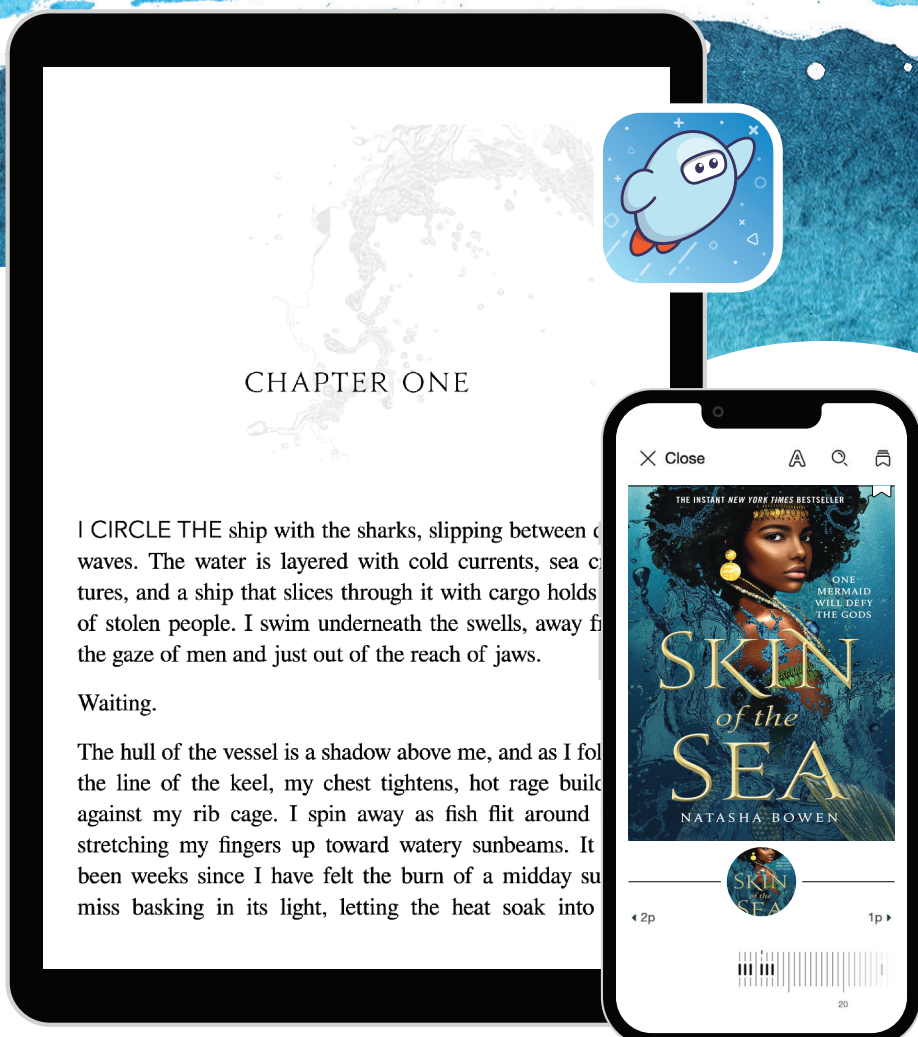 CHAPTER ONE
I CIRCLE THE ship with the sharks, slipping between
waves. The water is layered with cold currents, sea
tures, and a ship that slices through it with cargo holds
of stolen people. I swim underneath the swells, away
the gaze of men and just out of the reach of jaws.
Waiting.
The hull of the vessel is a shadow above me, and as I
the line of the keel, my chest tightens, hot rage
against my rib cage. I spin away as fish flit around
stretching my fingers up toward watery sunbeams. It
been weeks since I have felt the burn of a midday
miss basking in its light, letting the heat soak into
Close
THE INSTANT NEW YORK TIMES BESTSELLER
ONE
MERMAID
WILL DEFY
THE GODS
SKIN
of the
SEA
NATASHA BOWEN
SKIN
of the
SEA
2p
1p
20